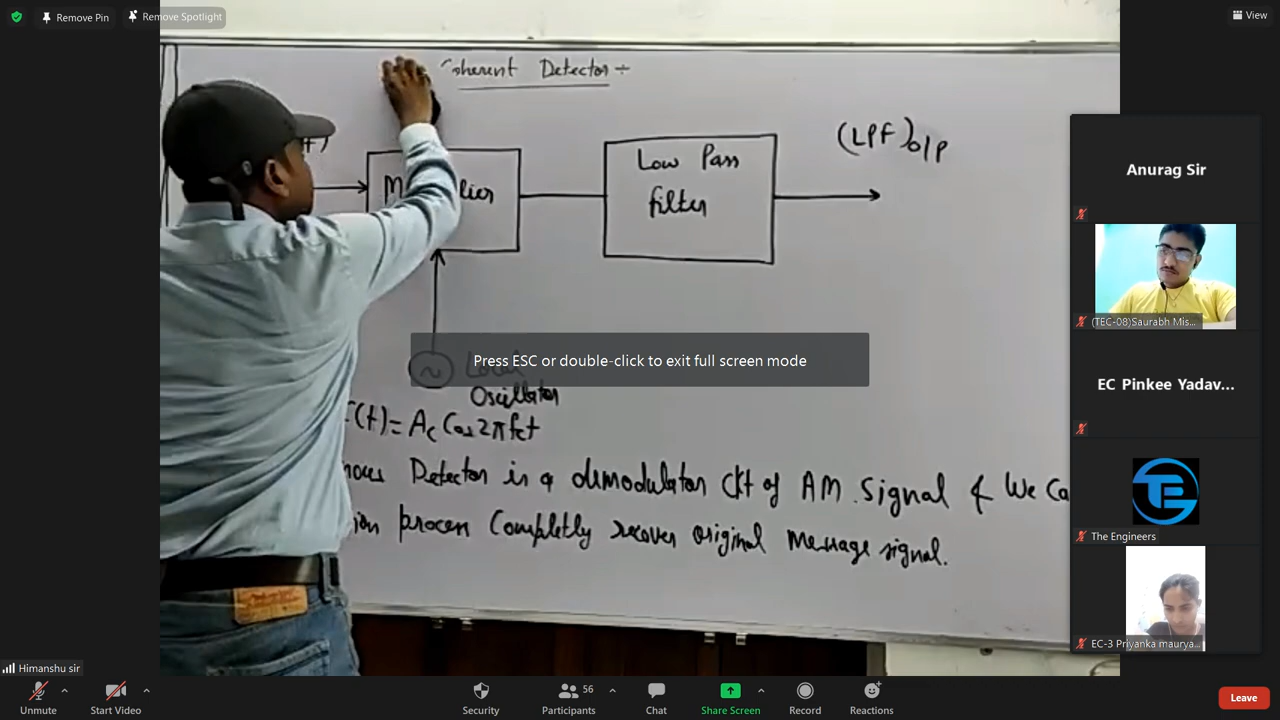 Remove Pin Remove Spotlight
View
Coherent Detector ÷
(LPF)o/p
Low Pass
filter
Press ESC or double-click to exit full screen mode
Oscillator
C(t) = Ac Cos 2πfct
Detector is a demodulator Ckt of AM Signal & We Ca
process Completly recover original message signal.
Anurag Sir
(TEC-08)Saurabh Mis...
EC Pinkee Yadav...
The Engineers
EC-3 Priyanka maurya...
Himanshu sir
Unmute
Start Video
Security
Participants 56
Chat
Share Screen
Record
Reactions
Leave